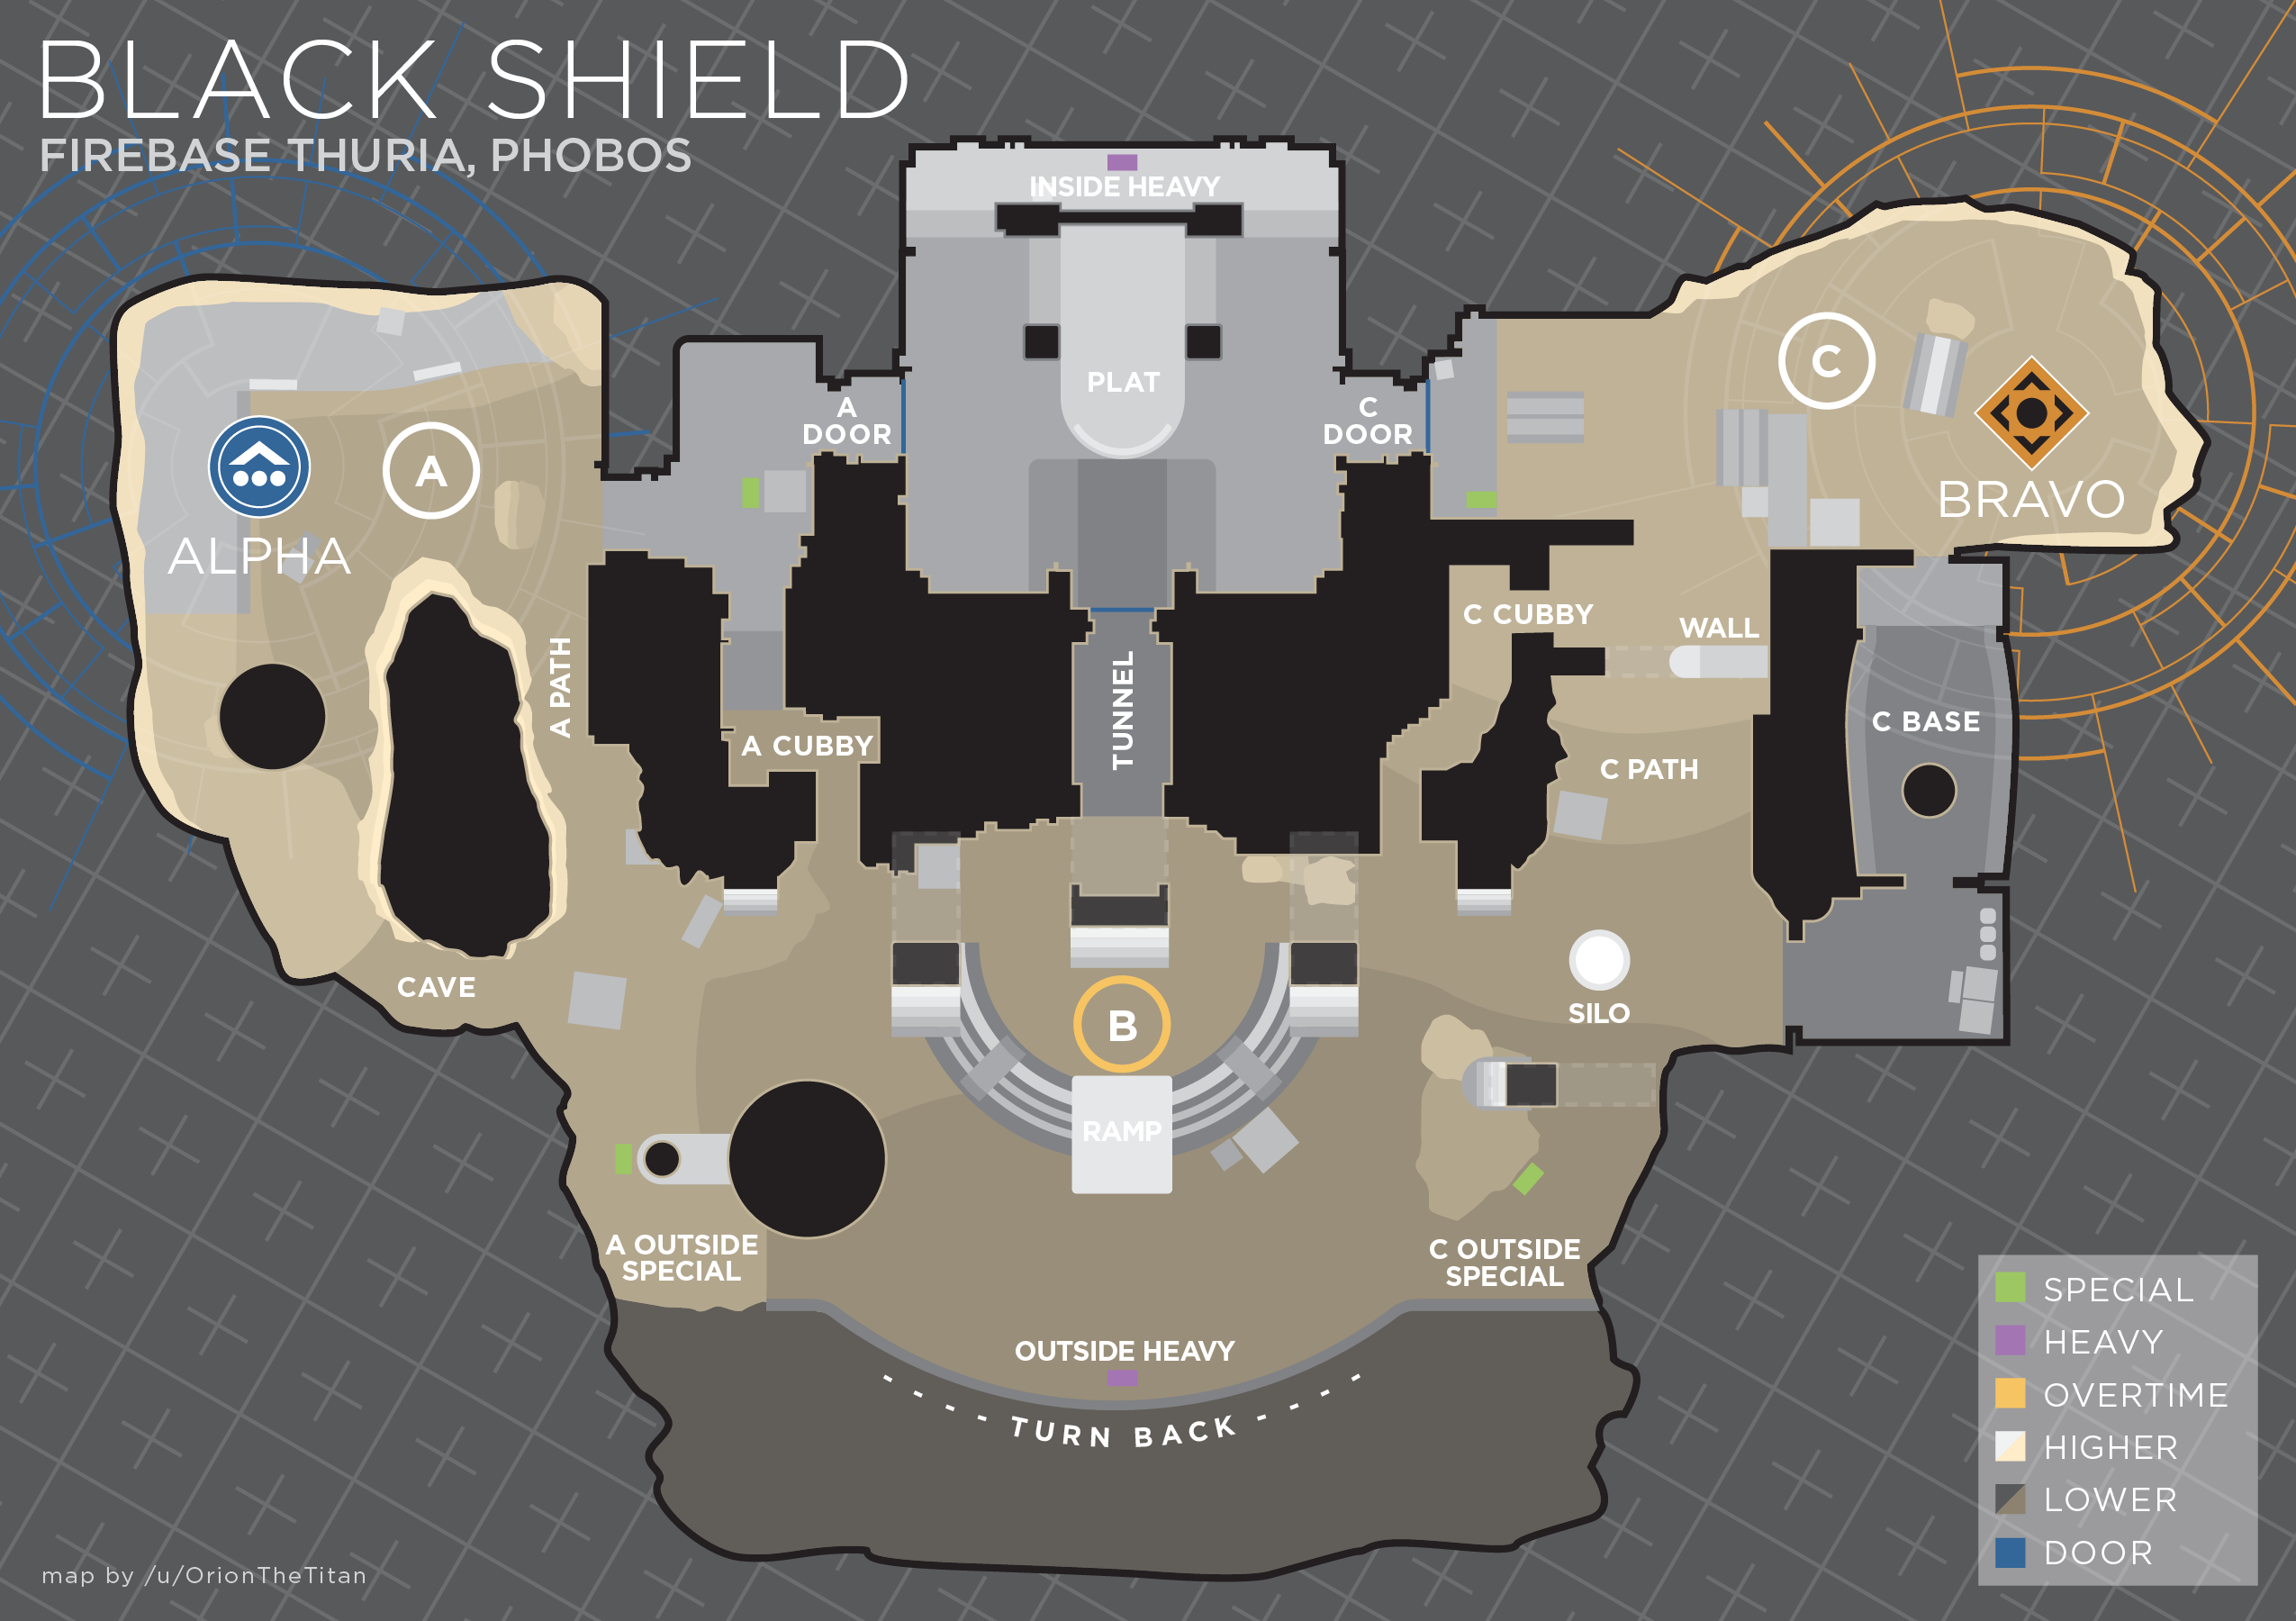 BLACK SHIELD
FIREBASE THURIA, PHOBOS
INSIDE HEAVY
PLAT
A
DOOR
C
DOOR
C
A
ALPHA
BRAVO
C CUBBY
WALL
A PATH
TUNNEL
A CUBBY
C BASE
C PATH
CAVE
SILO
B
RAMP
A OUTSIDE
SPECIAL
C OUTSIDE
SPECIAL
OUTSIDE HEAVY
TURN BACK
SPECIAL
HEAVY
OVERTIME
HIGHER
LOWER
DOOR
map by /u/OrionTheTitan